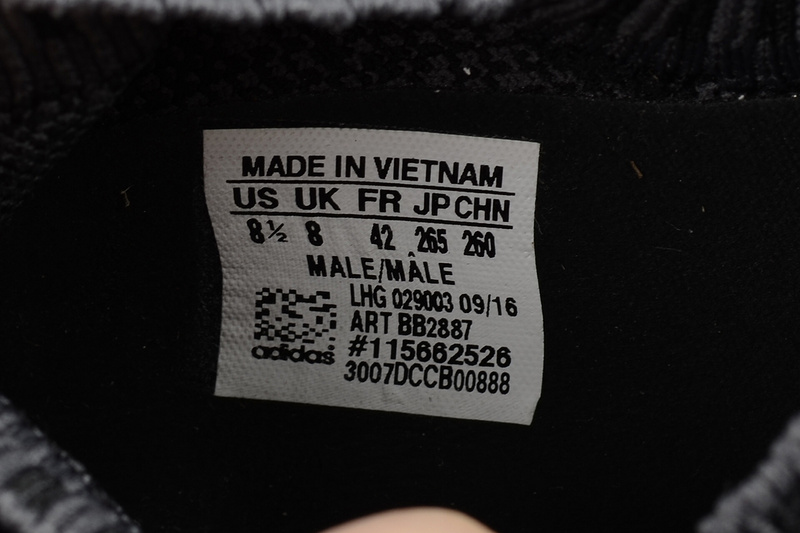 MADE IN VIETNAM
US UK FR JP CHN
8½ 8 42 265 260
MALE/MÂLE
LHG 029003 09/16
ART BB2887
#115662526
adidas
3007DCCB00888